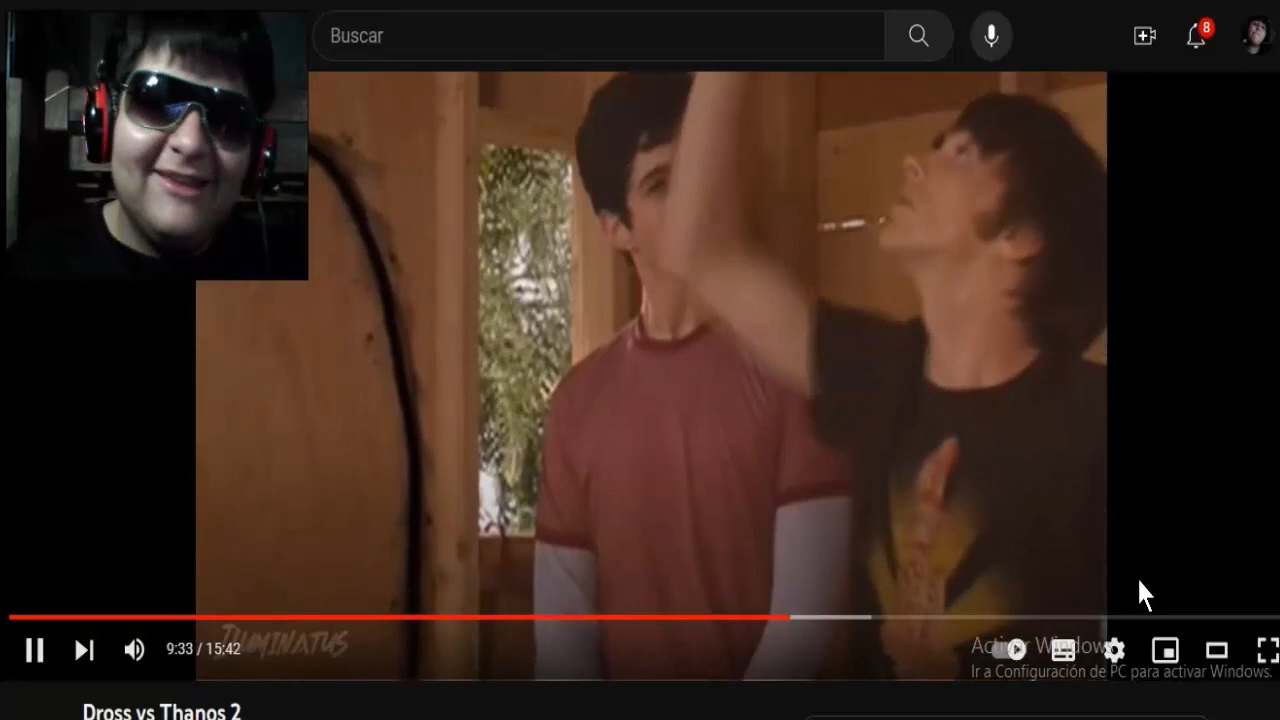 Buscar
8
ILUMINATUS
9:33 / 15:42
Activar Windows
Ir a Configuración de PC para activar Windows.
Dross vs Thanos 2